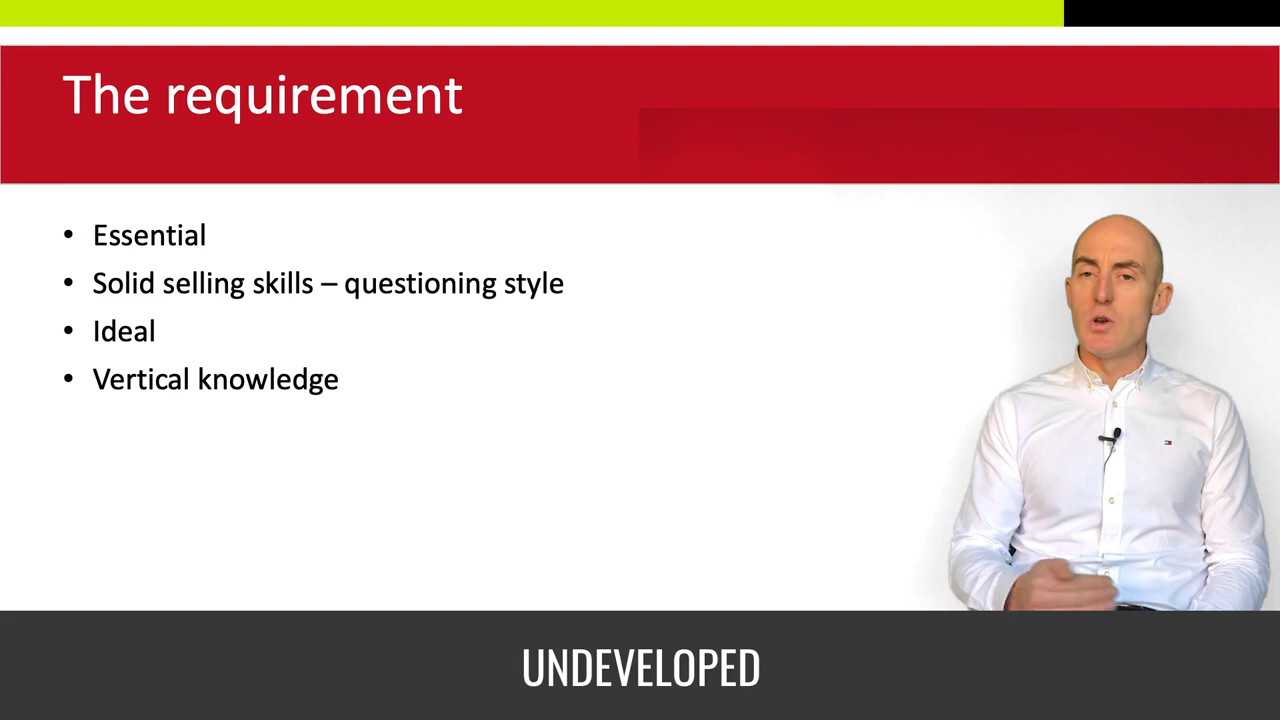 The requirement
• Essential
• Solid selling skills – questioning style
• Ideal
• Vertical knowledge
UNDEVELOPED